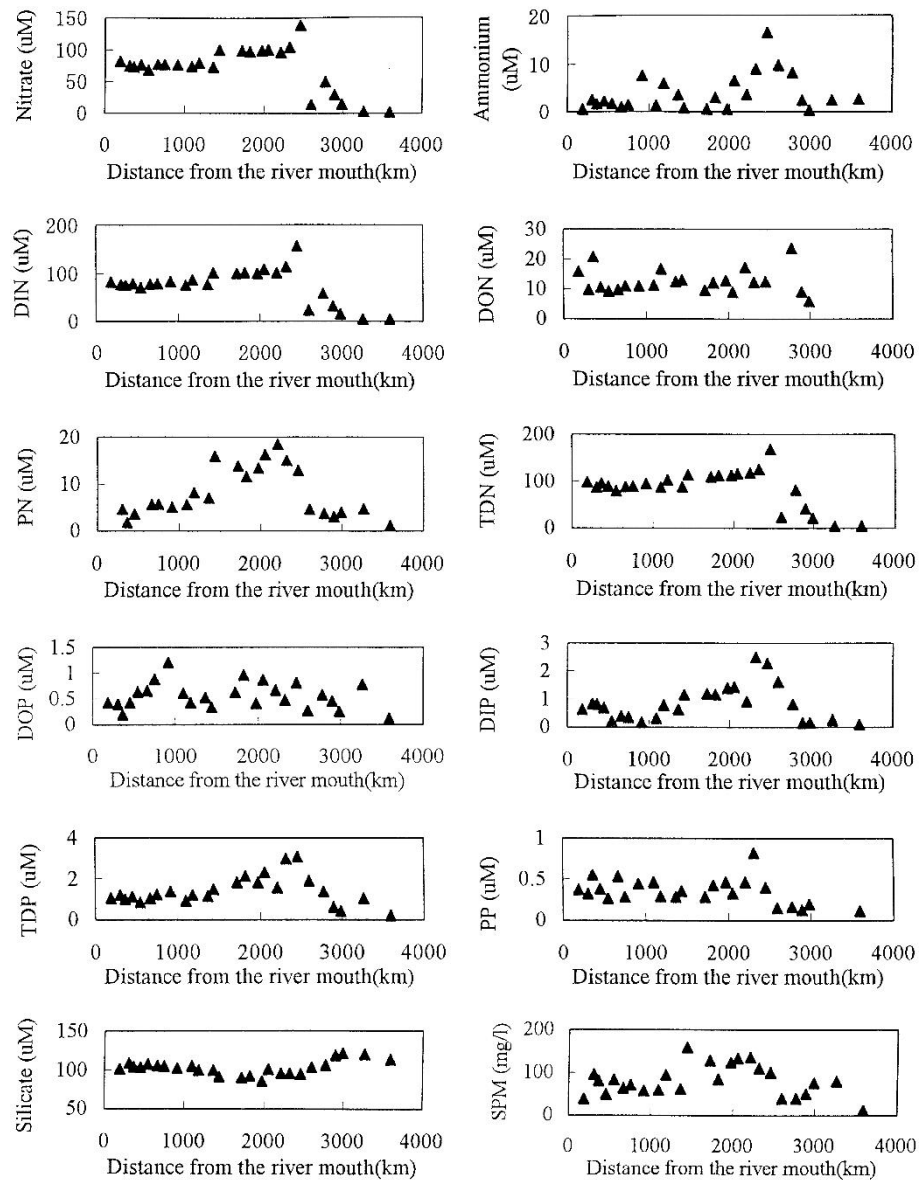 Nitrate (uM)
150
100
50
0
0 1000 2000 3000 4000
Distance from the river mouth(km)
Ammonium
(uM)
20
10
0
0 1000 2000 3000 4000
Distance from the river mouth(km)
DIN (uM)
200
100
0
0 1000 2000 3000 4000
Distance from the river mouth(km)
DON (uM)
30
20
10
0
0 1000 2000 3000 4000
Distance from the river mouth(km)
PN (uM)
20
10
0
0 1000 2000 3000 4000
Distance from the river mouth(km)
TDN (uM)
200
100
0
0 1000 2000 3000 4000
Distance from the river mouth(km)
DOP (uM)
1.5
1
0.5
0
0 1000 2000 3000 4000
Distance from the river mouth(km)
DIP (uM)
3
2
1
0
0 1000 2000 3000 4000
Distance from the river mouth(km)
TDP (uM)
4
2
0
0 1000 2000 3000 4000
Distance from the river mouth(km)
PP (uM)
1
0.5
0
0 1000 2000 3000 4000
Distance from the river mouth(km)
Silicate (uM)
150
100
50
0 1000 2000 3000 4000
Distance from the river mouth(km)
SPM (mg/l)
200
100
0
0 1000 2000 3000 4000
Distance from the river mouth(km)